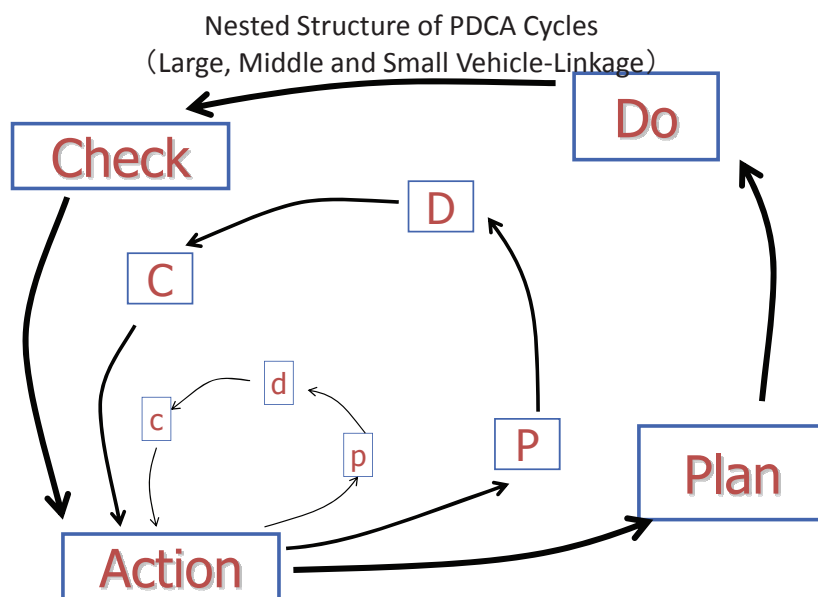 Nested Structure of PDCA Cycles
（Large, Middle and Small Vehicle-Linkage）
Do
Check
D
C
d
c
p
P
Plan
Action